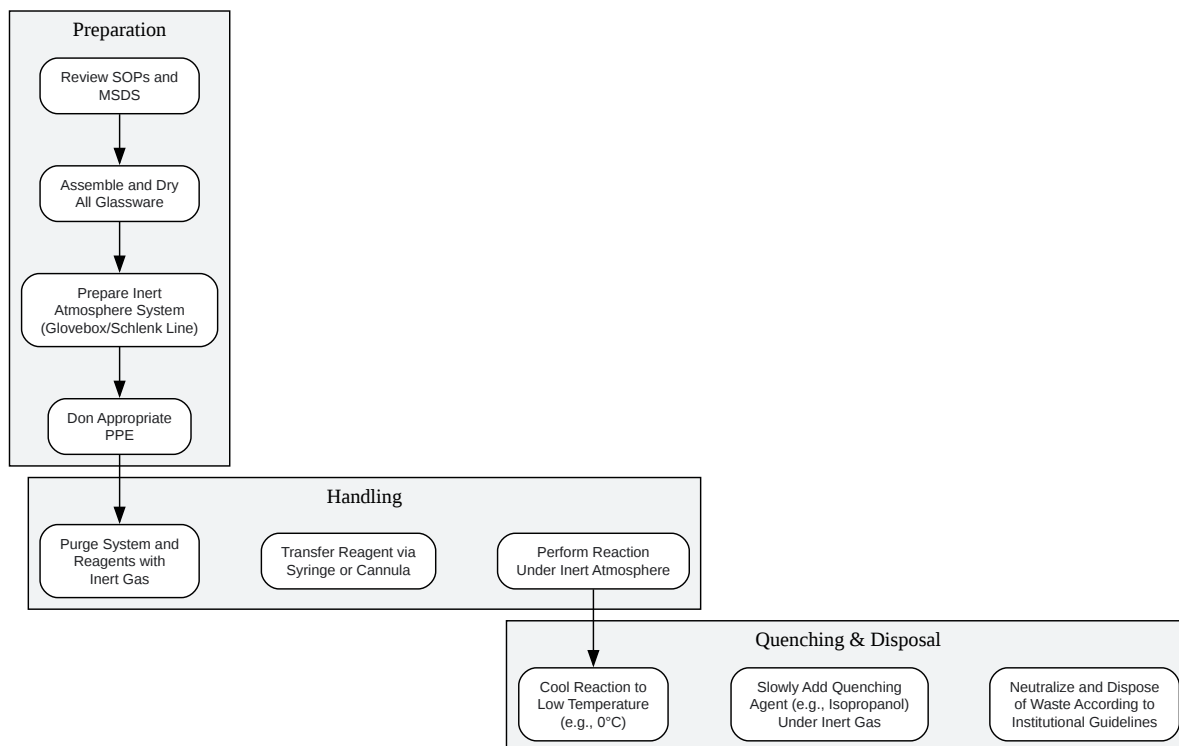 Preparation
Review SOPs and
MSDS
Assemble and Dry
All Glassware
Prepare Inert
Atmosphere System
(Glovebox/Schlenk Line)
Don Appropriate
PPE
Handling
Purge System and
Reagents with
Inert Gas
Transfer Reagent via
Syringe or Cannula
Perform Reaction
Under Inert Atmosphere
Quenching & Disposal
Cool Reaction to
Low Temperature
(e.g., 0°C)
Slowly Add Quenching
Agent (e.g., Isopropanol)
Under Inert Gas
Neutralize and Dispose
of Waste According to
Institutional Guidelines